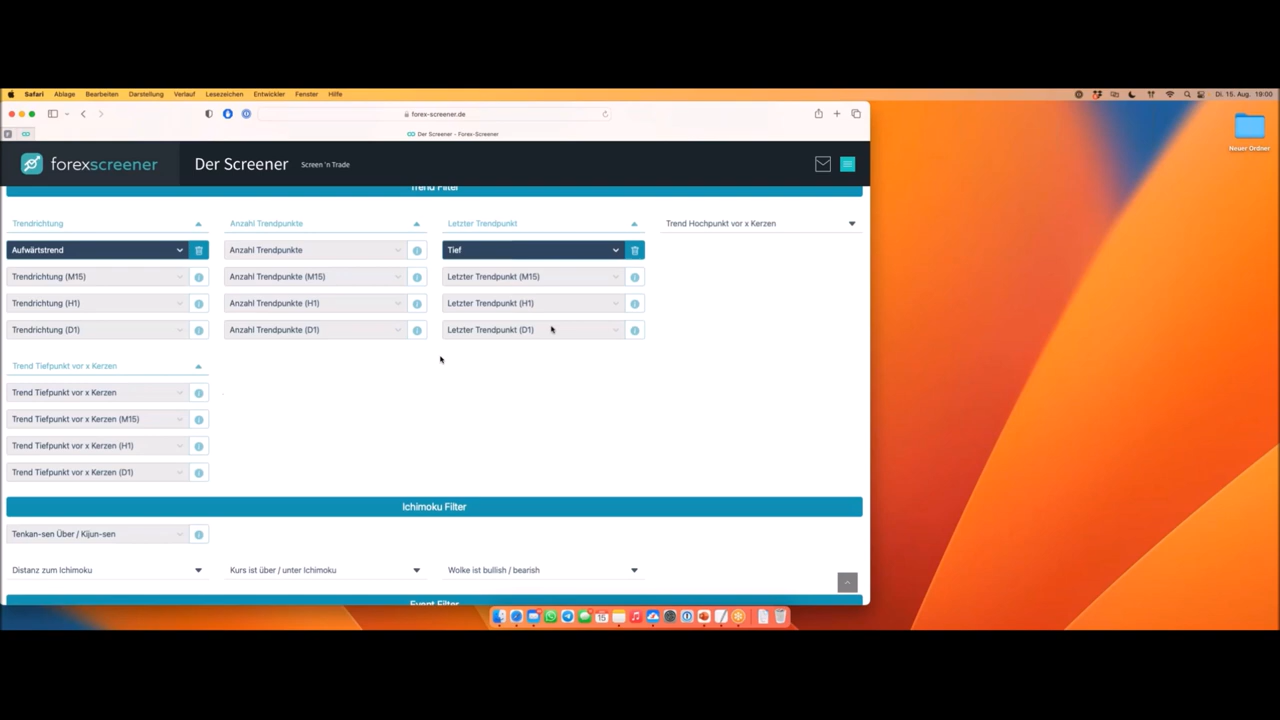 Safari Ablage Bearbeiten Darstellung Verlauf Lesezeichen Entwickler Fenster Hilfe Di. 15. Aug. 19:00
forex-screener.de
Der Screener - Forex-Screener
Neuer Ordner
forexscreener Der Screener Screen 'n Trade
Trend Filter
Trendrichtung Anzahl Trendpunkte Letzter Trendpunkt Trend Hochpunkt vor x Kerzen
Aufwärtstrend Anzahl Trendpunkte Tief
Trendrichtung (M15) Anzahl Trendpunkte (M15) Letzter Trendpunkt (M15)
Trendrichtung (H1) Anzahl Trendpunkte (H1) Letzter Trendpunkt (H1)
Trendrichtung (D1) Anzahl Trendpunkte (D1) Letzter Trendpunkt (D1)
Trend Tiefpunkt vor x Kerzen
Trend Tiefpunkt vor x Kerzen
Trend Tiefpunkt vor x Kerzen (M15)
Trend Tiefpunkt vor x Kerzen (H1)
Trend Tiefpunkt vor x Kerzen (D1)
Ichimoku Filter
Tenkan-sen Über / Kijun-sen
Distanz zum Ichimoku Kurs ist über / unter Ichimoku Wolke ist bullish / bearish
Event Filter
15